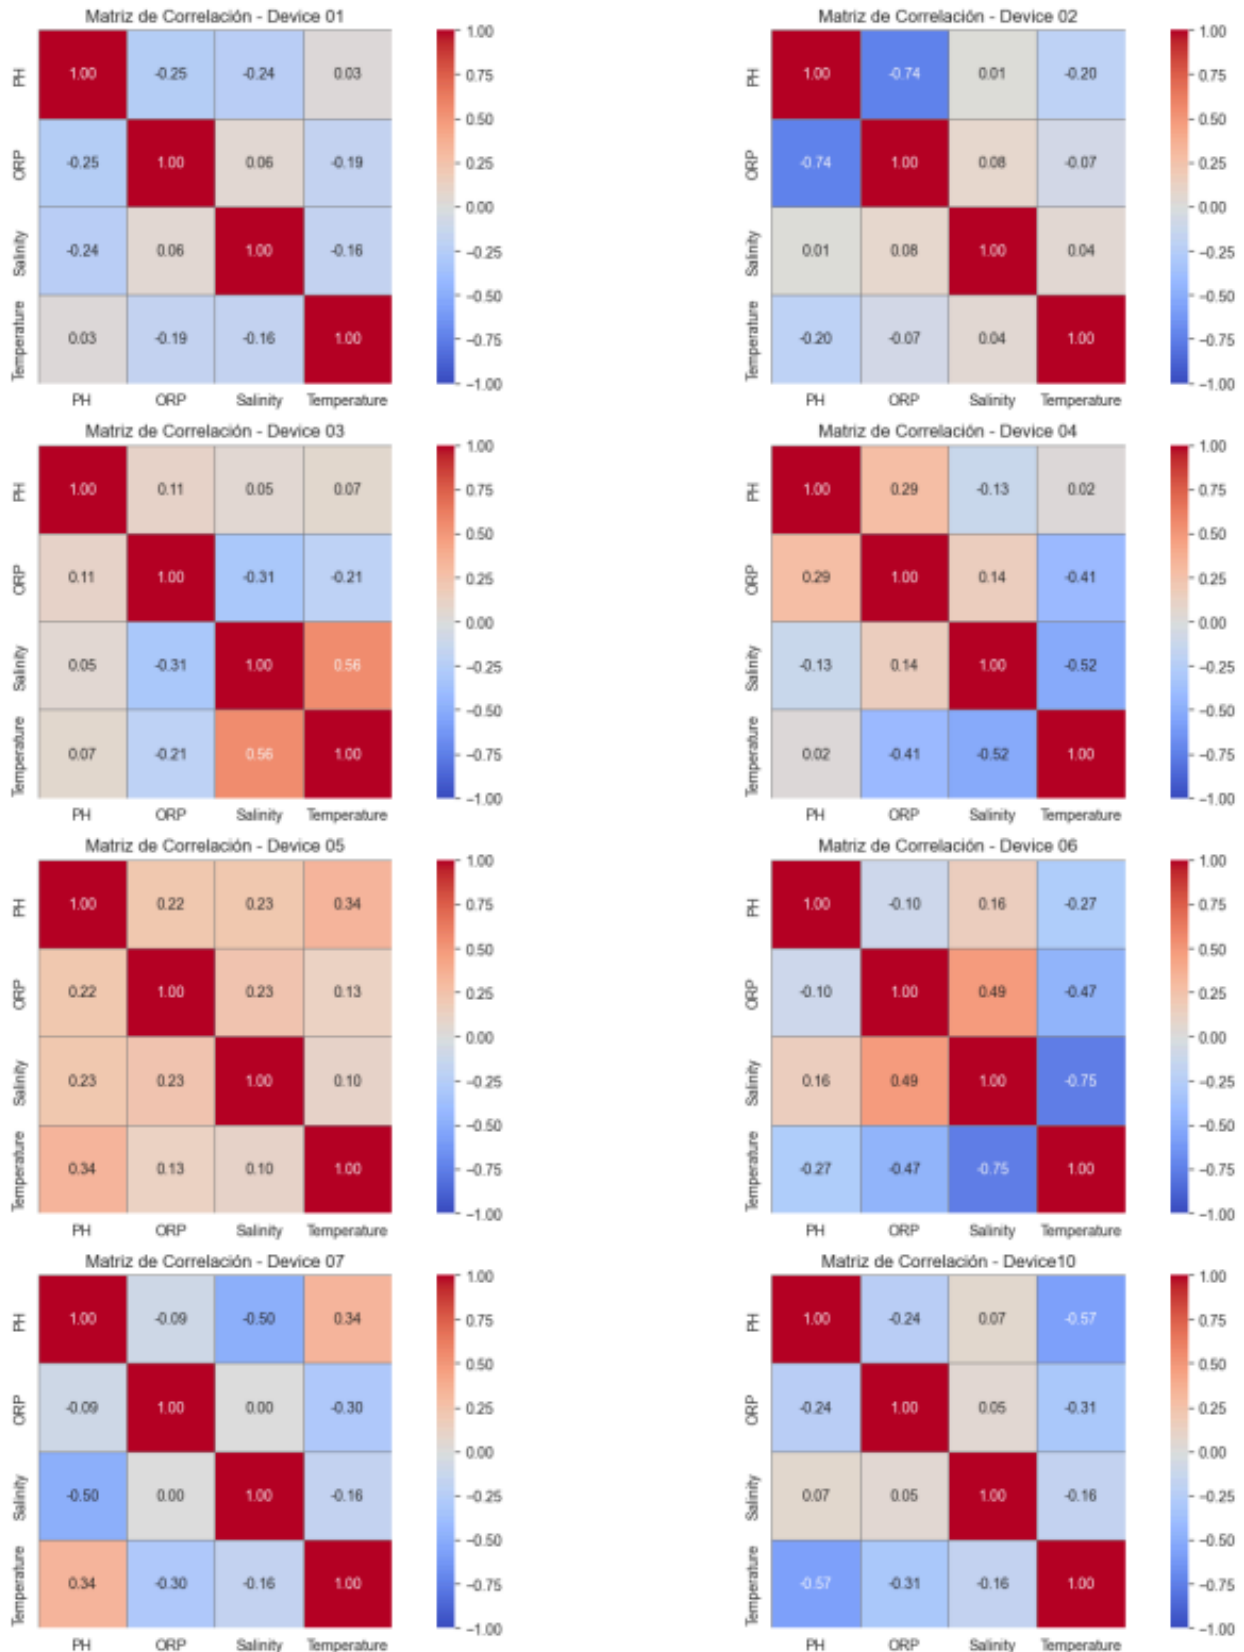 Matriz de Correlación - Device 01
1.00
PH 1.00 -0.25 -0.24 0.03
0.75
0.50
ORP -0.25 1.00 0.06 -0.19
0.25
0.00
Salinity -0.24 0.06 1.00 -0.16
−0.25
−0.50
Temperature 0.03 -0.19 -0.16 1.00
−0.75
−1.00
PH ORP Salinity Temperature
Matriz de Correlación - Device 02
1.00
PH 1.00 -0.74 0.01 -0.20
0.75
0.50
ORP -0.74 1.00 0.08 -0.07
0.25
0.00
Salinity 0.01 0.08 1.00 0.04
−0.25
−0.50
Temperature -0.20 -0.07 0.04 1.00
−0.75
−1.00
PH ORP Salinity Temperature
Matriz de Correlación - Device 03
1.00
PH 1.00 0.11 0.05 0.07
0.75
0.50
ORP 0.11 1.00 -0.31 -0.21
0.25
0.00
Salinity 0.05 -0.31 1.00 0.56
−0.25
−0.50
Temperature 0.07 -0.21 0.56 1.00
−0.75
−1.00
PH ORP Salinity Temperature
Matriz de Correlación - Device 04
1.00
PH 1.00 0.29 -0.13 0.02
0.75
0.50
ORP 0.29 1.00 0.14 -0.41
0.25
0.00
Salinity -0.13 0.14 1.00 -0.52
−0.25
−0.50
Temperature 0.02 -0.41 -0.52 1.00
−0.75
−1.00
PH ORP Salinity Temperature
Matriz de Correlación - Device 05
1.00
PH 1.00 0.22 0.23 0.34
0.75
0.50
ORP 0.22 1.00 0.23 0.13
0.25
0.00
Salinity 0.23 0.23 1.00 0.10
−0.25
−0.50
Temperature 0.34 0.13 0.10 1.00
−0.75
−1.00
PH ORP Salinity Temperature
Matriz de Correlación - Device 06
1.00
PH 1.00 -0.10 0.16 -0.27
0.75
0.50
ORP -0.10 1.00 0.49 -0.47
0.25
0.00
Salinity 0.16 0.49 1.00 -0.75
−0.25
−0.50
Temperature -0.27 -0.47 -0.75 1.00
−0.75
−1.00
PH ORP Salinity Temperature
Matriz de Correlación - Device 07
1.00
PH 1.00 -0.09 -0.50 0.34
0.75
0.50
ORP -0.09 1.00 0.00 -0.30
0.25
0.00
Salinity -0.50 0.00 1.00 -0.16
−0.25
−0.50
Temperature 0.34 -0.30 -0.16 1.00
−0.75
−1.00
PH ORP Salinity Temperature
Matriz de Correlación - Device10
1.00
PH 1.00 -0.24 0.07 -0.57
0.75
0.50
ORP -0.24 1.00 0.05 -0.31
0.25
0.00
Salinity 0.07 0.05 1.00 -0.16
−0.25
−0.50
Temperature -0.57 -0.31 -0.16 1.00
−0.75
−1.00
PH ORP Salinity Temperature